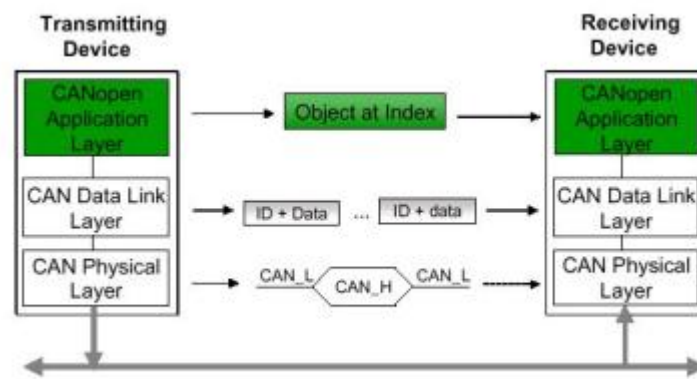 Transmitting
Device
Receiving
Device
CANopen
Application
Layer
Object at Index
CANopen
Application
Layer
CAN Data Link
Layer
ID + Data
...
ID + data
CAN Data Link
Layer
CAN Physical
Layer
CAN_L
CAN_H
CAN_L
CAN Physical
Layer